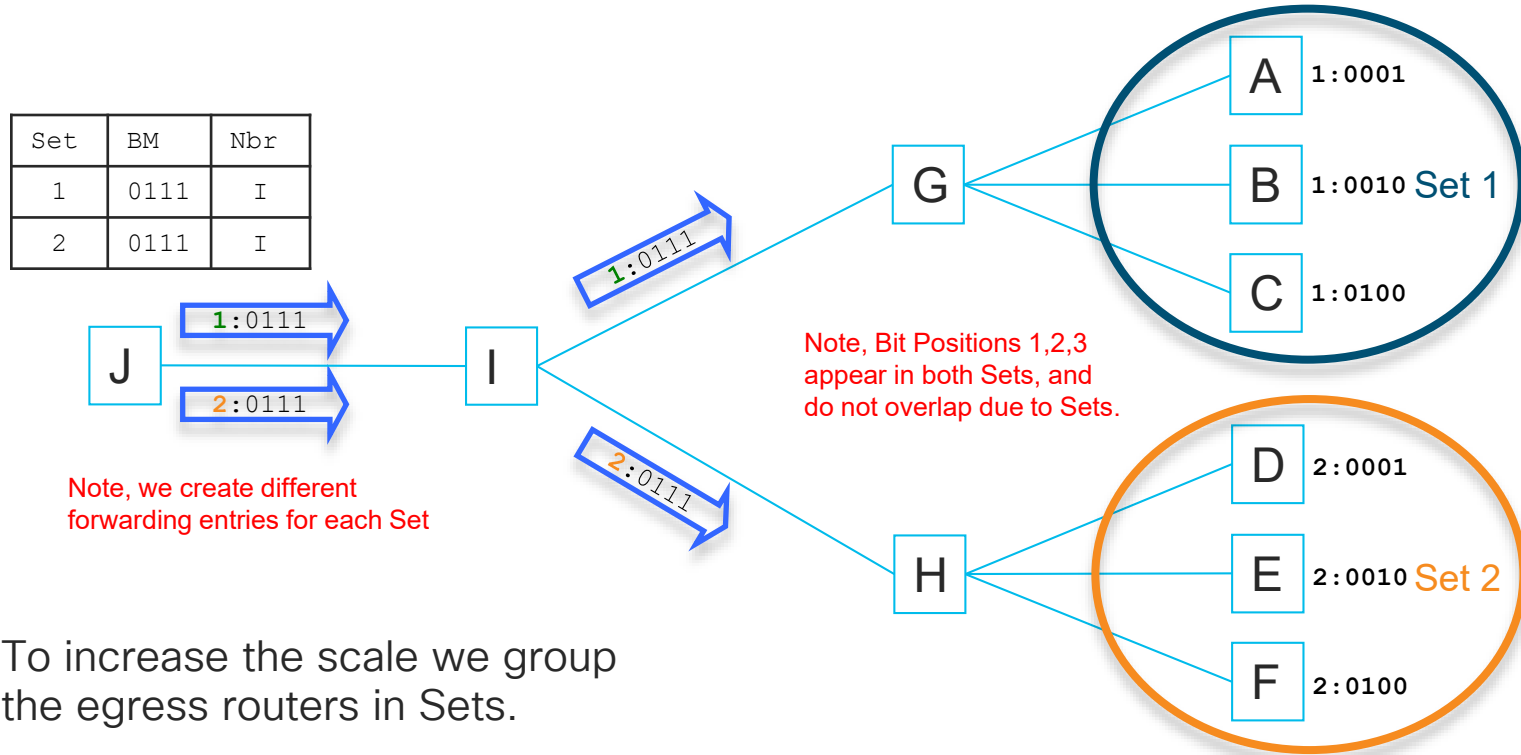 Set BM Nbr
1 0111 I
2 0111 I
J
1:0111
2:0111
Note, we create different
forwarding entries for each Set
I
1:0111
2:0111
G
H
Note, Bit Positions 1,2,3
appear in both Sets, and
do not overlap due to Sets.
A 1:0001
B 1:0010 Set 1
C 1:0100
D 2:0001
E 2:0010 Set 2
F 2:0100
To increase the scale we group
the egress routers in Sets.